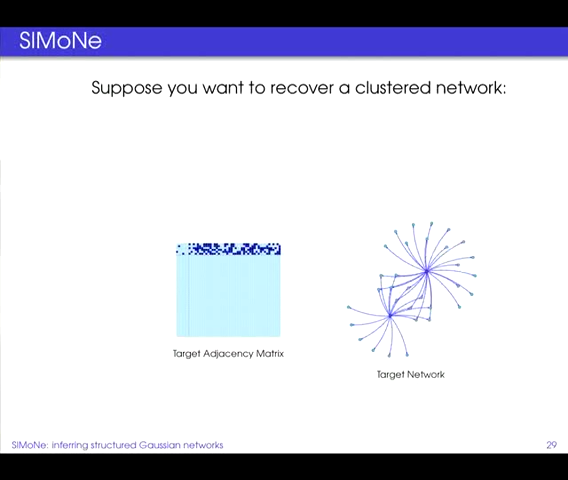 SIMoNe
Suppose you want to recover a clustered network:
Target Adjacency Matrix
Target Network
SIMoNe: inferring structured Gaussian networks
29